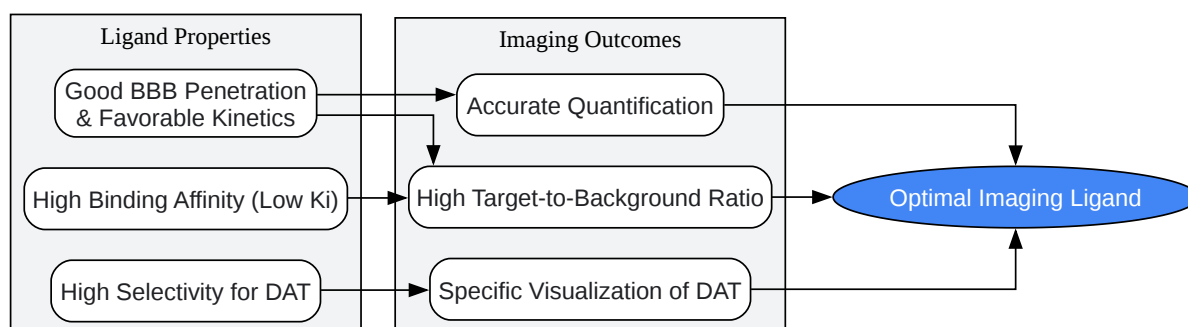 Ligand Properties
Good BBB Penetration
& Favorable Kinetics
High Binding Affinity (Low Ki)
High Selectivity for DAT
Imaging Outcomes
Accurate Quantification
High Target-to-Background Ratio
Specific Visualization of DAT
Optimal Imaging Ligand